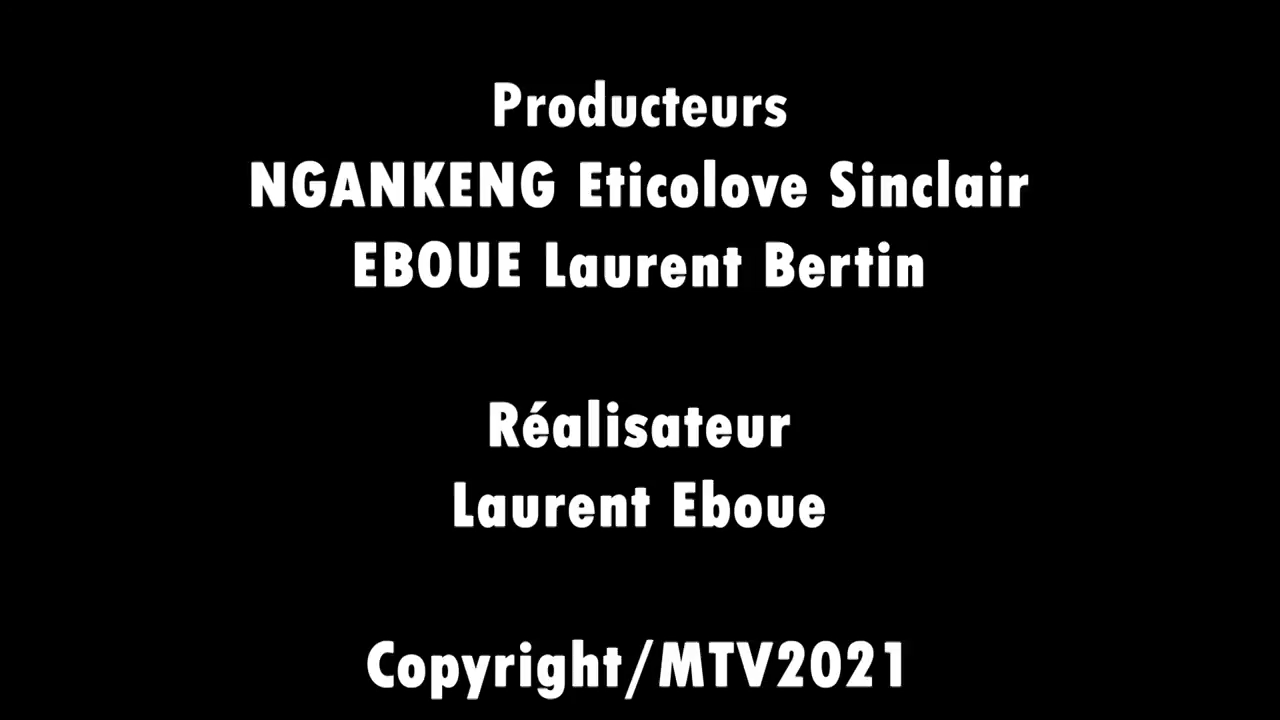 Producteurs
NGANKENG Eticolove Sinclair
EBOUE Laurent Bertin
Réalisateur
Laurent Eboue
Copyright/MTV2021